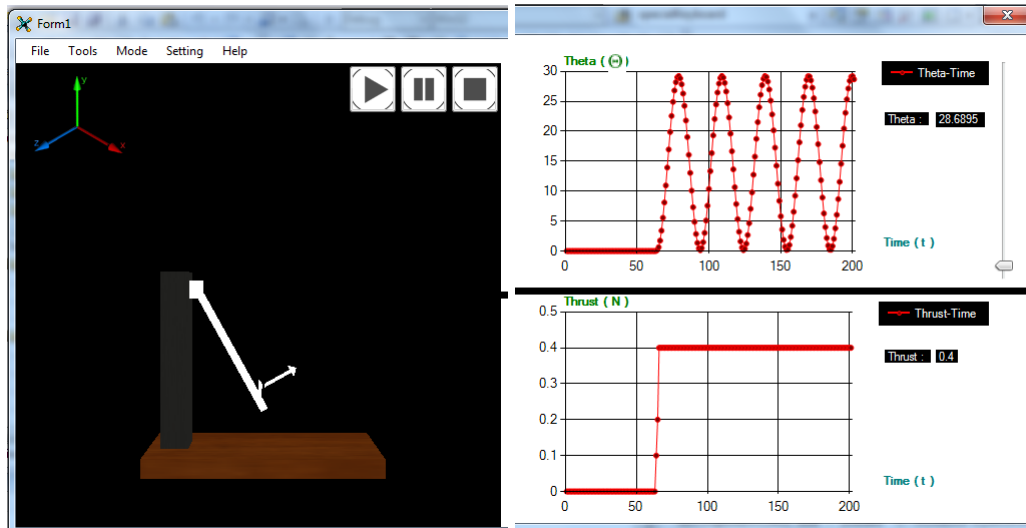 Form1
File Tools Mode Setting Help
Y
Z
X
Theta ( Θ )
30
25
20
15
10
5
0
0 50 100 150 200
Theta-Time
Theta : 28.6895
Time ( t )
Thrust ( N )
0.5
0.4
0.3
0.2
0.1
0
0 50 100 150 200
Thrust-Time
Thrust : 0.4
Time ( t )